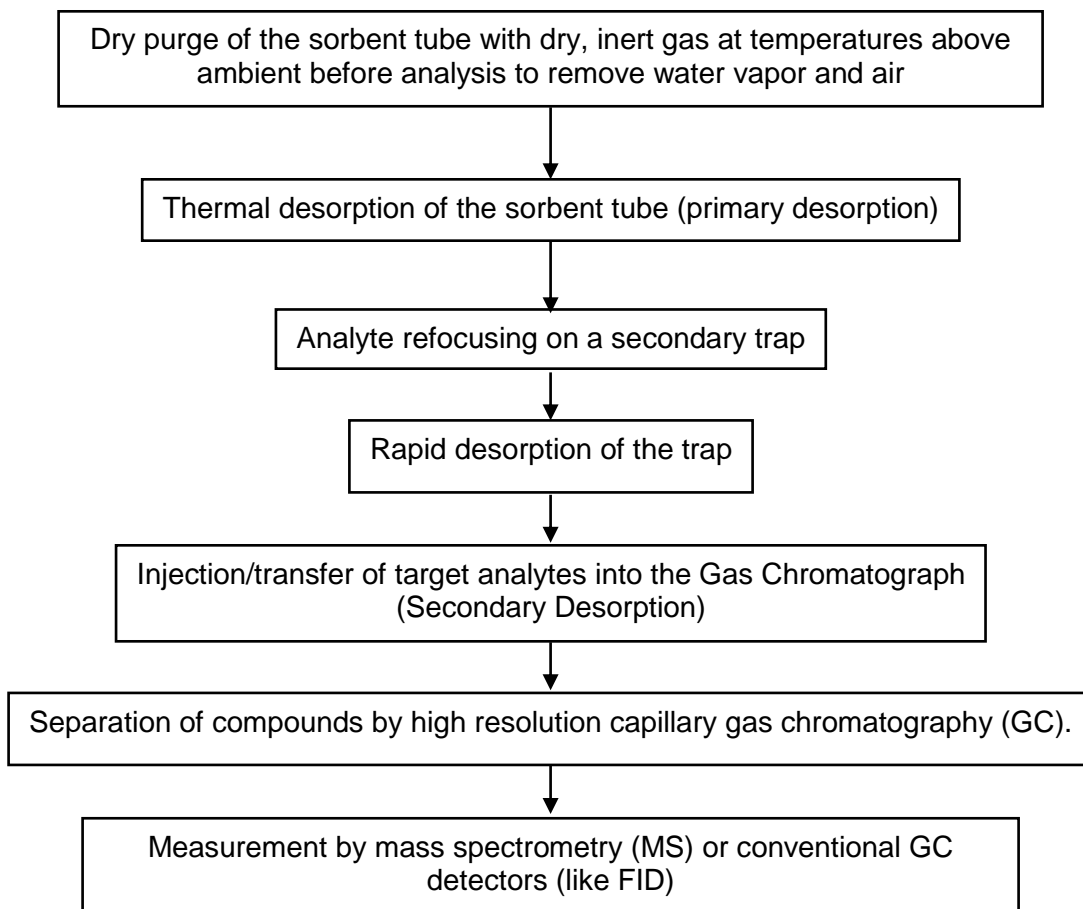 Dry purge of the sorbent tube with dry, inert gas at temperatures above
ambient before analysis to remove water vapor and air
Thermal desorption of the sorbent tube (primary desorption)
Analyte refocusing on a secondary trap
Rapid desorption of the trap
Injection/transfer of target analytes into the Gas Chromatograph
(Secondary Desorption)
Separation of compounds by high resolution capillary gas chromatography (GC).
Measurement by mass spectrometry (MS) or conventional GC
detectors (like FID)